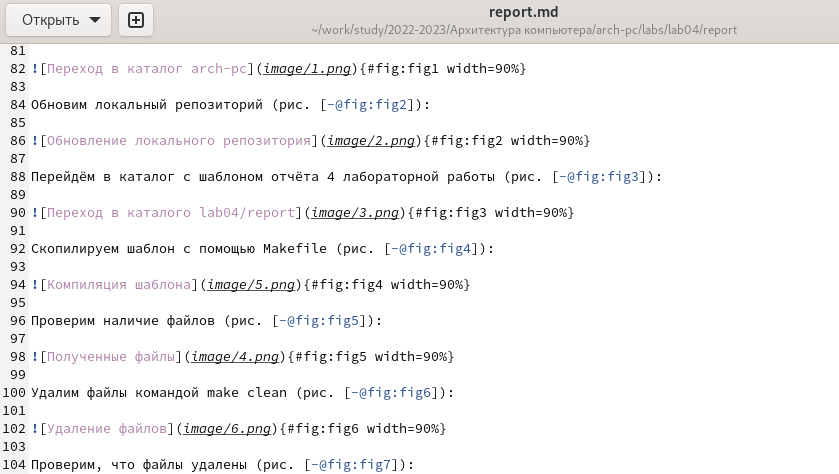 Открыть
report.md
~/work/study/2022-2023/Архитектура компьютера/arch-pc/labs/lab04/report
81
82 ![Переход в каталог arch-pc](image/1.png){#fig:fig1 width=90%}
83
84 Обновим локальный репозиторий (рис. [-@fig:fig2]):
85
86 ![Обновление локального репозитория](image/2.png){#fig:fig2 width=90%}
87
88 Перейдём в каталог с шаблоном отчёта 4 лабораторной работы (рис. [-@fig:fig3]):
89
90 ![Переход в каталого lab04/report](image/3.png){#fig:fig3 width=90%}
91
92 Скопилируем шаблон с помощью Makefile (рис. [-@fig:fig4]):
93
94 ![Компиляция шаблона](image/5.png){#fig:fig4 width=90%}
95
96 Проверим наличие файлов (рис. [-@fig:fig5]):
97
98 ![Полученные файлы](image/4.png){#fig:fig5 width=90%}
99
100 Удалим файлы командой make clean (рис. [-@fig:fig6]):
101
102 ![Удаление файлов](image/6.png){#fig:fig6 width=90%}
103
104 Проверим, что файлы удалены (рис. [-@fig:fig7]):